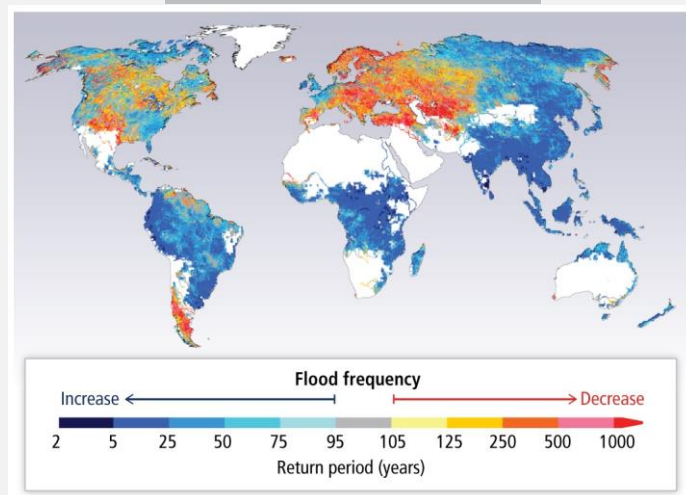 Flood frequency
Increase Decrease
2 5 25 50 75 95 105 125 250 500 1000
Return period (years)